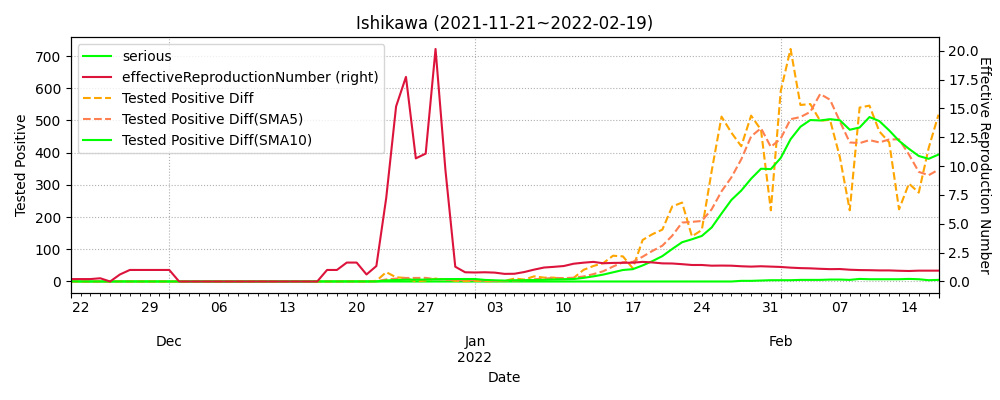 Ishikawa (2021-11-21~2022-02-19)
serious
effectiveReproductionNumber (right)
Tested Positive Diff
Tested Positive Diff(SMA5)
Tested Positive Diff(SMA10)
Tested Positive
700
600
500
400
300
200
100
0
20.0
17.5
15.0
12.5
10.0
7.5
5.0
2.5
0.0
Effective Reproduction Number
22 29 06 13 20 27 03 10 17 24 31 07 14
Dec Jan Feb
2022
Date